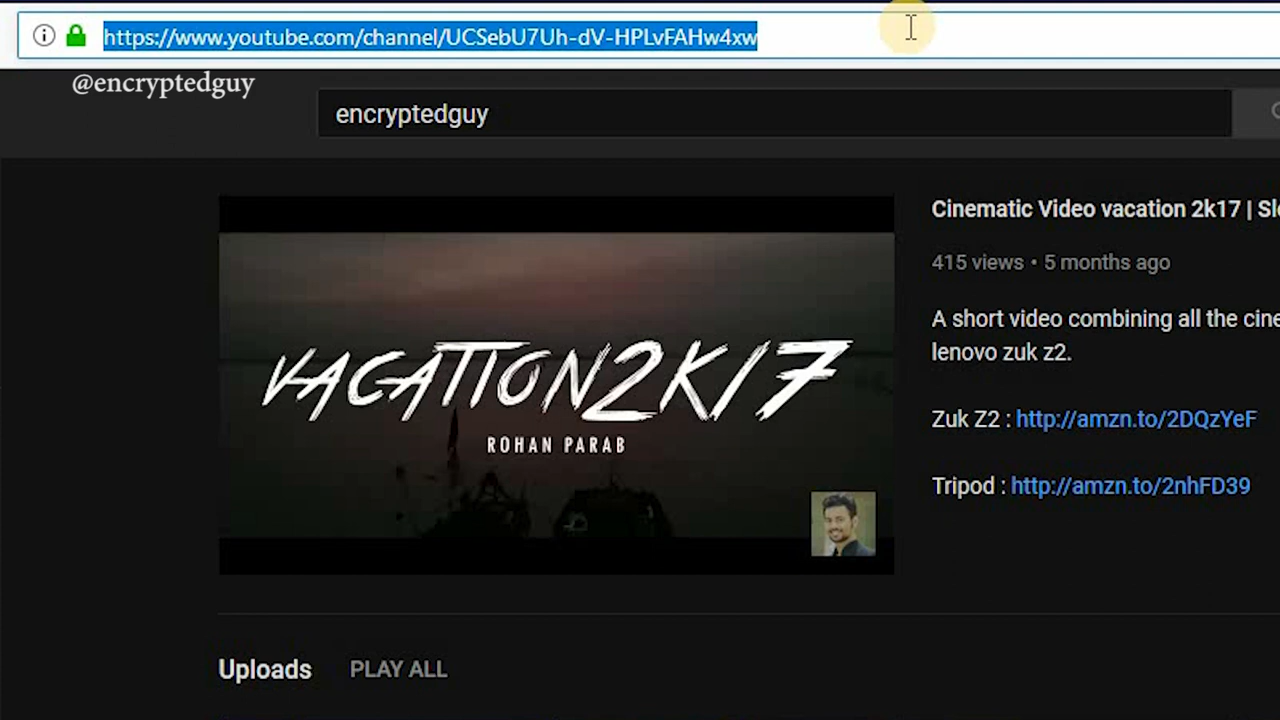 https://www.youtube.com/channel/UCSebU7Uh-dV-HPLvFAHw4xw
@encryptedguy
encryptedguy
Cinematic Video vacation 2k17 | Sl
415 views • 5 months ago
A short video combining all the cine
lenovo zuk z2.
Zuk Z2 : http://amzn.to/2DQzYeF
Tripod : http://amzn.to/2nhFD39
VACATION2K17
ROHAN PARAB
Uploads PLAY ALL